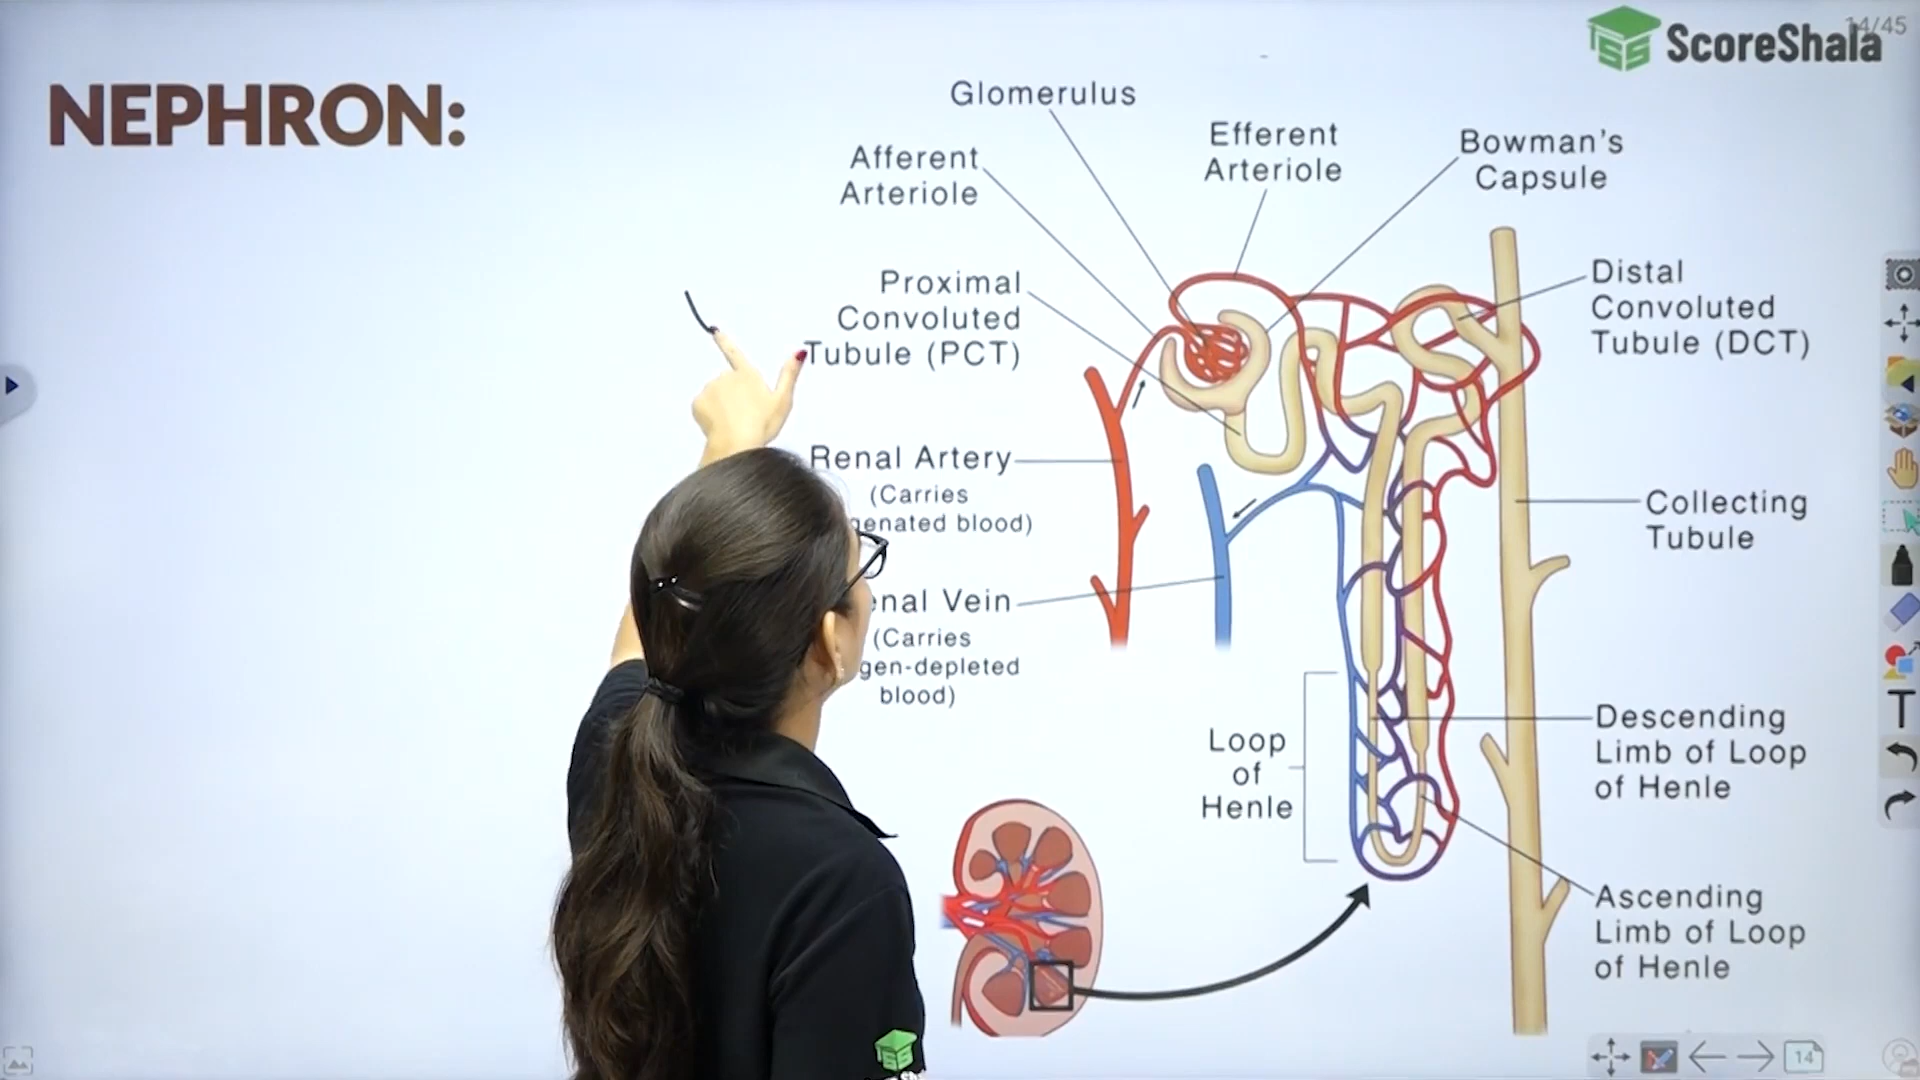 14/45
ScoreShala
NEPHRON:
Glomerulus
Efferent
Arteriole
Bowman's
Capsule
Afferent
Arteriole
Proximal
Convoluted
Tubule (PCT)
Distal
Convoluted
Tubule (DCT)
Renal Artery
(Carries
genated blood)
Collecting
Tubule
enal Vein
(Carries
gen-depleted
blood)
Loop
of
Henle
Descending
Limb of Loop
of Henle
Ascending
Limb of Loop
of Henle
T
14